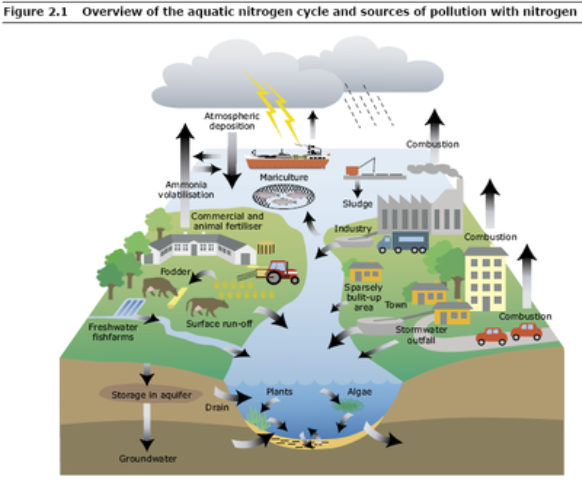 Figure 2.1 Overview of the aquatic nitrogen cycle and sources of pollution with nitrogen
Atmospheric
deposition
Combustion
Mariculture
Ammonia
volatilisation
Sludge
Commercial and
animal fertiliser
Industry
Combustion
Fodder
Sparsely
bulit-up
area
Town
Combustion
Freshwater
fishfarms
Surface run-off
Stormwater
outfall
Storage in aquifer
Plants
Algae
Drain
Groundwater